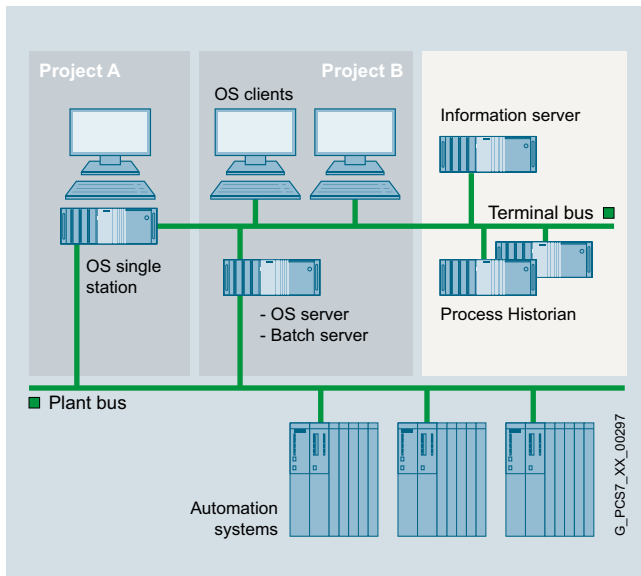 Project A
Project B
OS clients
Information server
Terminal bus
OS single
station
- OS server
- Batch server
Process Historian
Plant bus
Automation
systems
G_PCS7_XX_00297